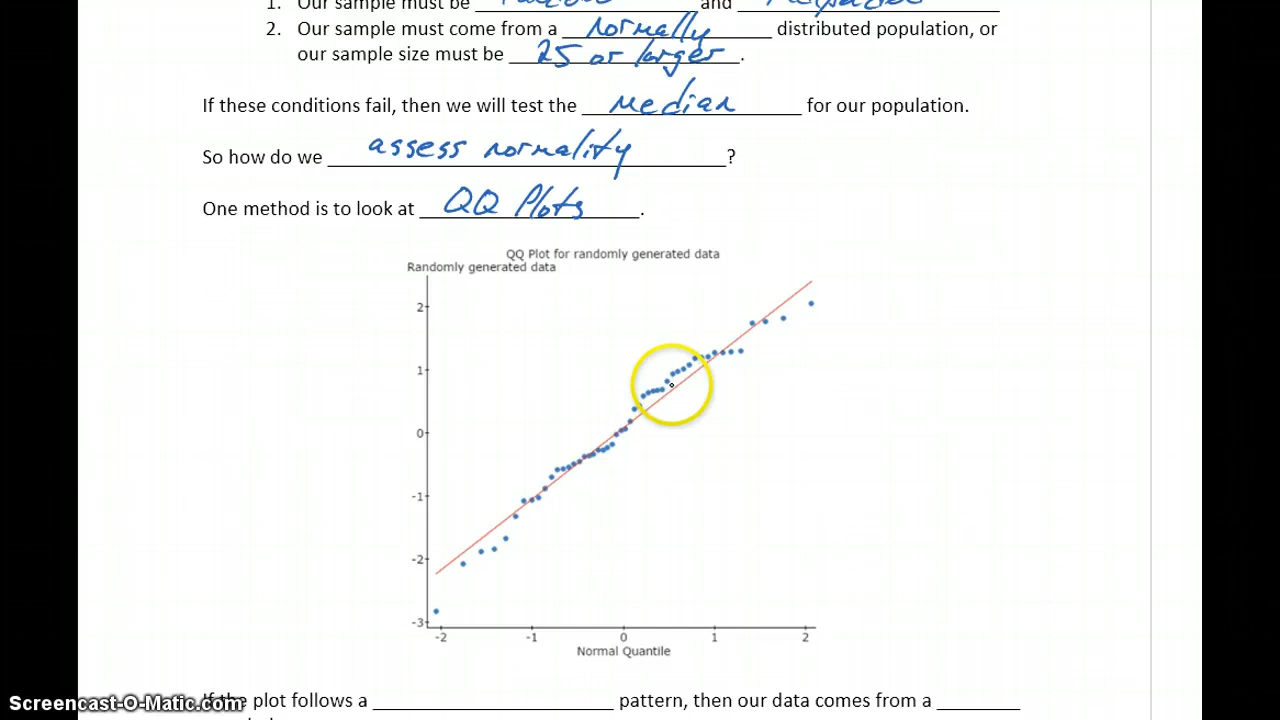 1. Our sample must be and
2. Our sample must come from a normally distributed population, or
our sample size must be 25 or larger.
If these conditions fail, then we will test the Median for our population.
So how do we assess normality?
One method is to look at QQ Plots.
QQ Plot for randomly generated data
Randomly generated data
2
1
0
-1
-2
-3
-2 -1 0 1 2
Normal Quantile
If the plot follows a ____ pattern, then our data comes from a ____
Screencast-O-Matic.com